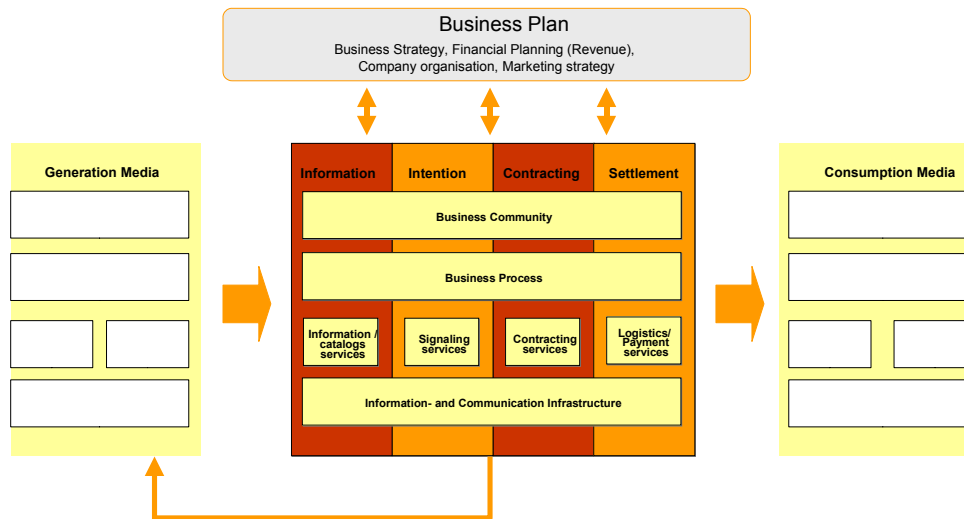 Business Plan
Business Strategy, Financial Planning (Revenue),
Company organisation, Marketing strategy
Generation Media
Information
Intention
Contracting
Settlement
Consumption Media
Business Community
Business Process
Information /
catalogs
services
Signaling
services
Contracting
services
Logistics/
Payment
services
Information- and Communication Infrastructure